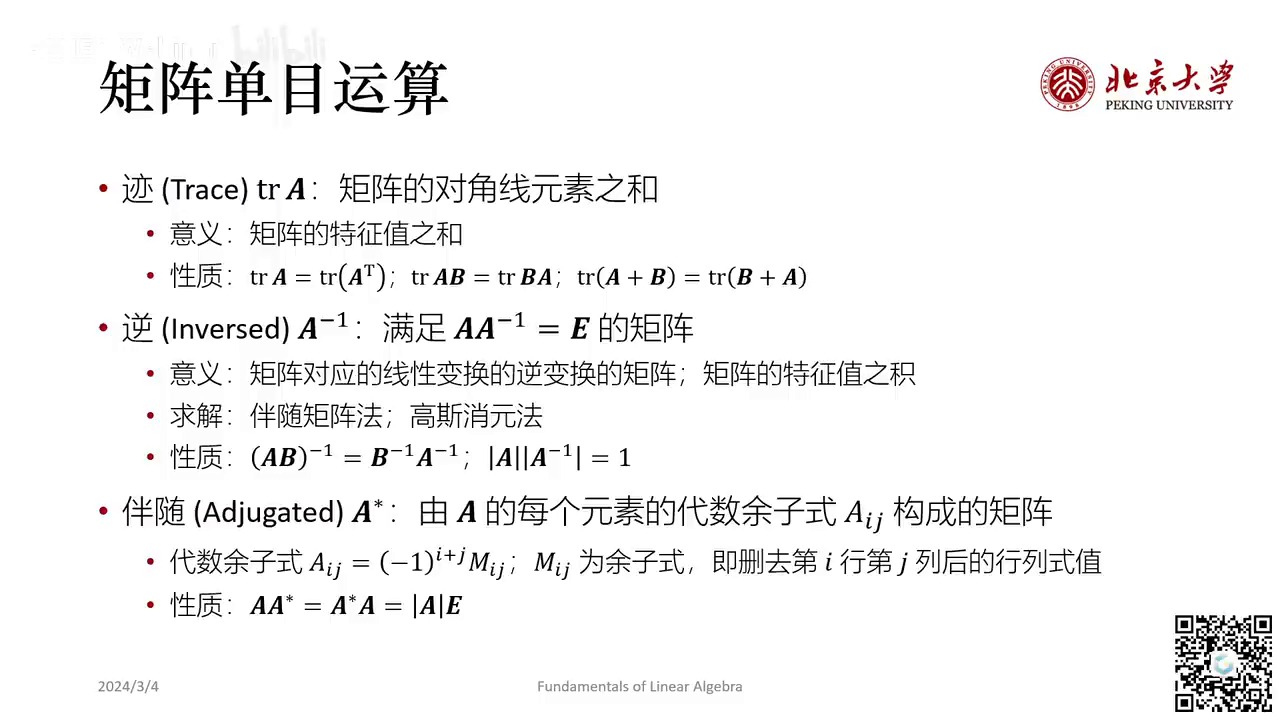 矩阵单目运算
北京大学
PEKING UNIVERSITY
• 迹 (Trace) tr A：矩阵的对角线元素之和
• 意义：矩阵的特征值之和
• 性质：tr A = tr(Aᵀ)；tr AB = tr BA；tr(A + B) = tr(B + A)
• 逆 (Inversed) A⁻¹：满足 AA⁻¹ = E 的矩阵
• 意义：矩阵对应的线性变换的逆变换的矩阵；矩阵的特征值之积
• 求解：伴随矩阵法；高斯消元法
• 性质：(AB)⁻¹ = B⁻¹A⁻¹；|A||A⁻¹| = 1
• 伴随 (Adjugated) A*：由 A 的每个元素的代数余子式 Aᵢⱼ 构成的矩阵
• 代数余子式 Aᵢⱼ = (−1)ⁱ⁺ʲMᵢⱼ；Mᵢⱼ 为余子式，即删去第 i 行第 j 列后的行列式值
• 性质：AA* = A*A = |A|E
2024/3/4
Fundamentals of Linear Algebra